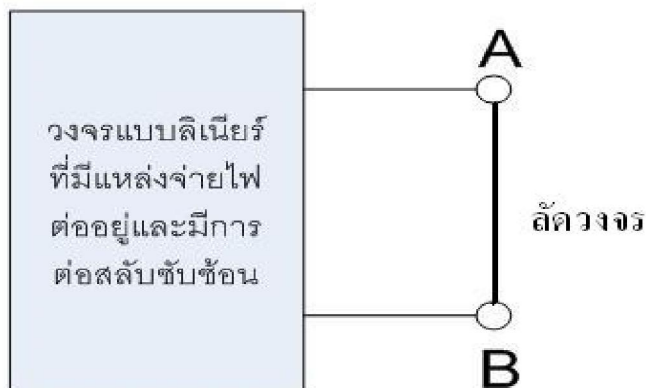 A
วงจรแบบลิเนียร์
ที่มีแหล่งจ่ายไฟ
ต่ออยู่และมีการ
ต่อสลับซับซ้อน
ลัดวงจร
B